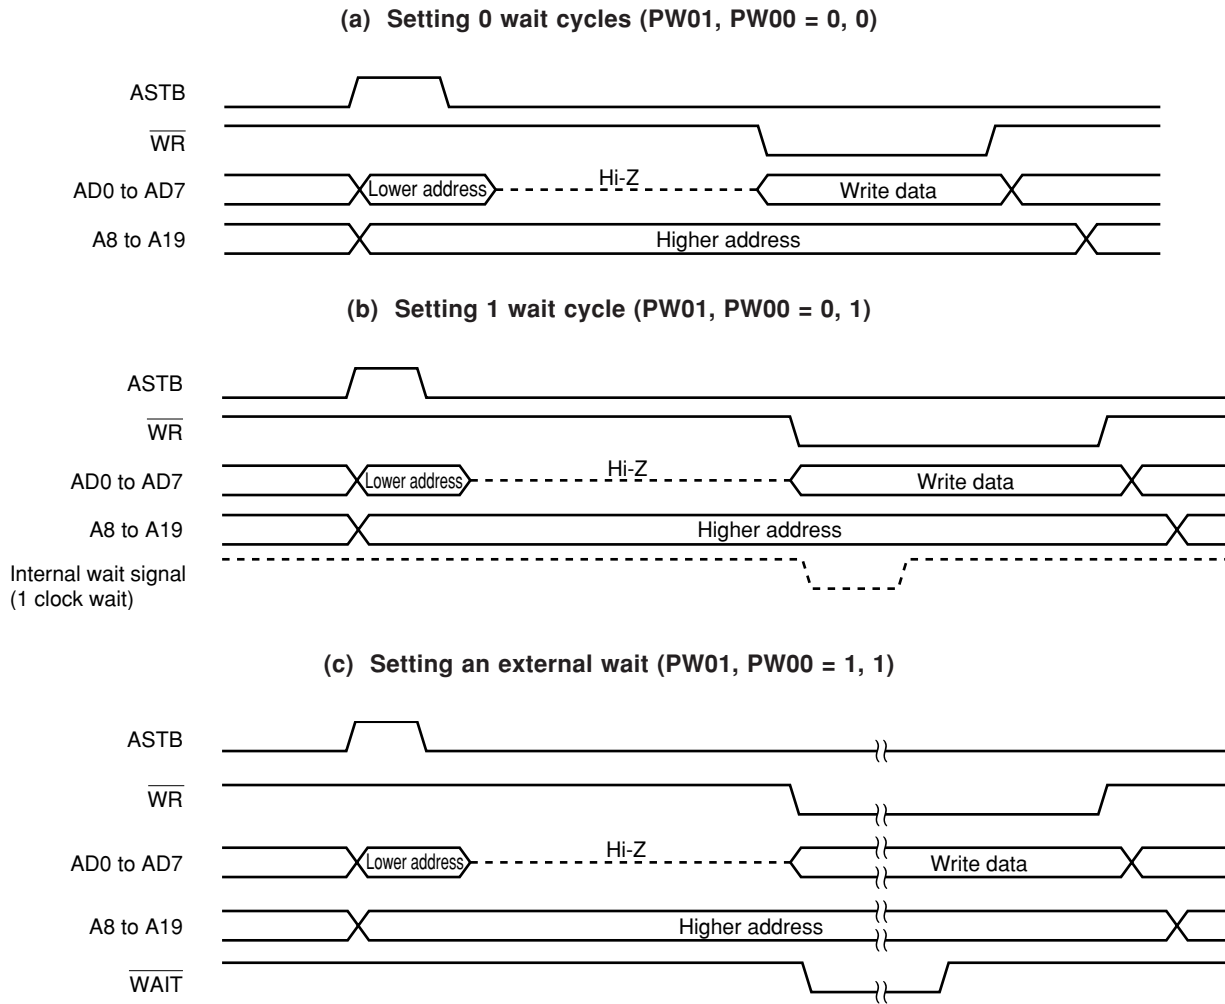 (a) Setting 0 wait cycles (PW01, PW00 = 0, 0)
ASTB
WR
AD0 to AD7 Lower address Hi-Z Write data
A8 to A19 Higher address
(b) Setting 1 wait cycle (PW01, PW00 = 0, 1)
ASTB
WR
AD0 to AD7 Lower address Hi-Z Write data
A8 to A19 Higher address
Internal wait signal
(1 clock wait)
(c) Setting an external wait (PW01, PW00 = 1, 1)
ASTB
WR
AD0 to AD7 Lower address Hi-Z Write data
A8 to A19 Higher address
WAIT